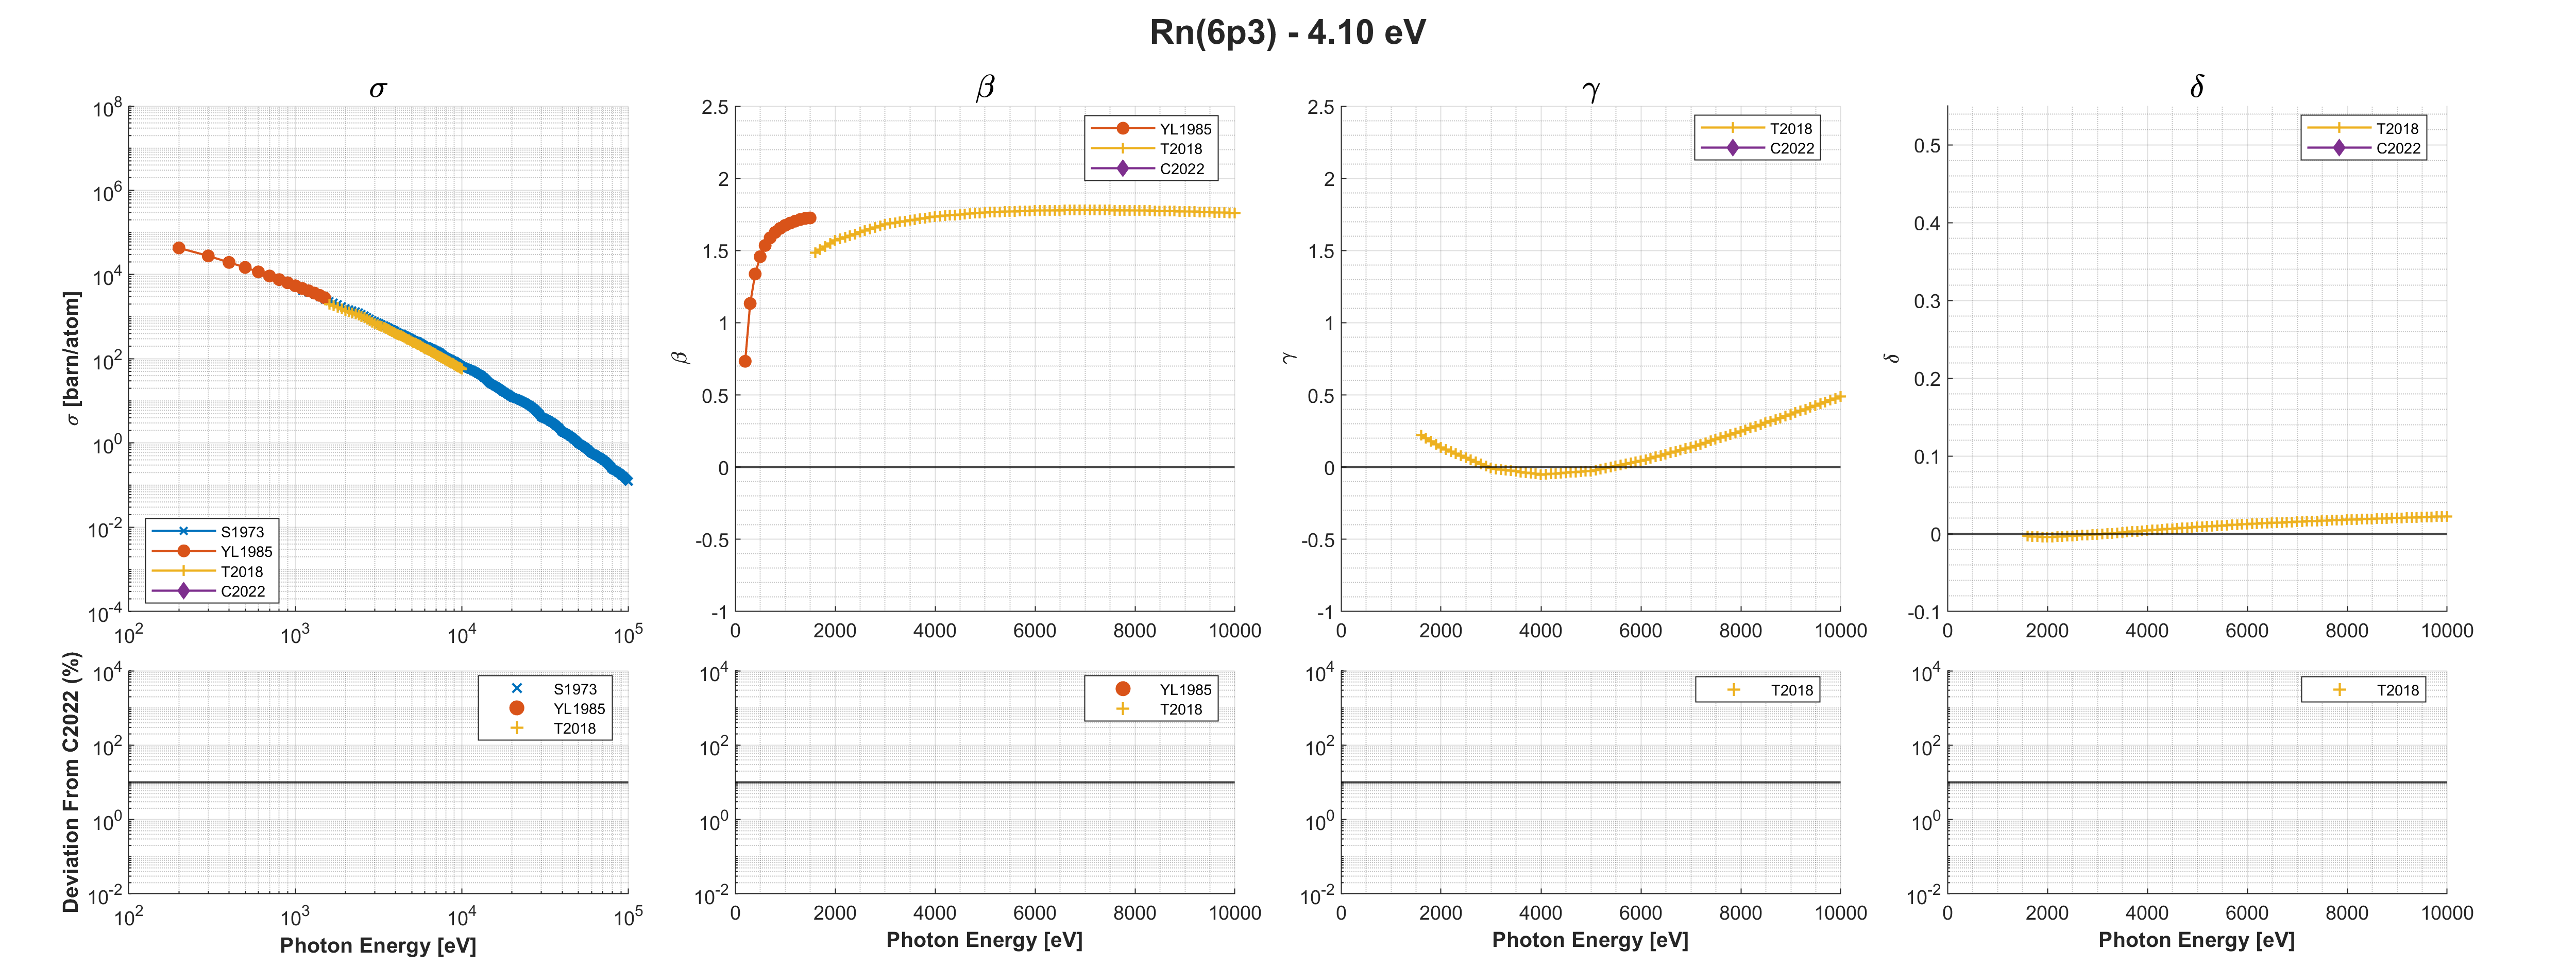 Rn(6p3) - 4.10 eV
σ
σ [barn/atom]
10^8
10^6
10^4
10^2
10^0
10^-2
10^-4
10^2
10^3
10^4
10^5
S1973
YL1985
T2018
C2022
β
β
2.5
2
1.5
1
0.5
0
-0.5
-1
0
2000
4000
6000
8000
10000
YL1985
T2018
C2022
γ
γ
2.5
2
1.5
1
0.5
0
-0.5
-1
0
2000
4000
6000
8000
10000
T2018
C2022
δ
δ
0.5
0.4
0.3
0.2
0.1
0
-0.1
0
2000
4000
6000
8000
10000
T2018
C2022
Deviation From C2022 (%)
10^4
10^2
10^0
10^-2
10^2
10^3
10^4
10^5
S1973
YL1985
T2018
Photon Energy [eV]
10^4
10^2
10^0
10^-2
0
2000
4000
6000
8000
10000
YL1985
T2018
Photon Energy [eV]
10^4
10^2
10^0
10^-2
0
2000
4000
6000
8000
10000
T2018
Photon Energy [eV]
10^4
10^2
10^0
10^-2
0
2000
4000
6000
8000
10000
T2018
Photon Energy [eV]